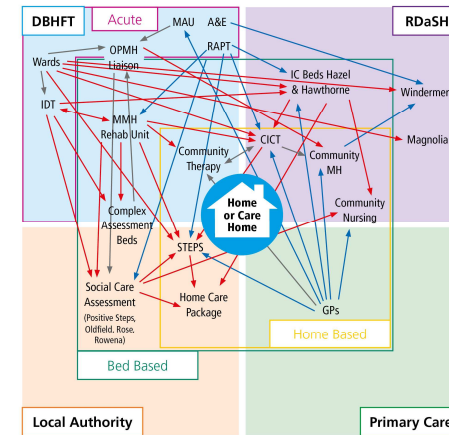 DBHFT
Acute
MAU
A&E
RDaSH
OPMH
Liaison
RAPT
Wards
IC Beds Hazel
& Hawthorne
Windermer
IDT
MMH
Rehab Unit
CICT
Magnolia
Community
Therapy
Community
MH
Home
or Care
Home
Community
Nursing
Complex
Assessment
Beds
STEPS
Social Care
Assessment
(Positive Steps,
Oldfield. Rose.
Rowena)
Home Care
Package
GPs
Home Based
Bed Based
Local Authority
Primary Care